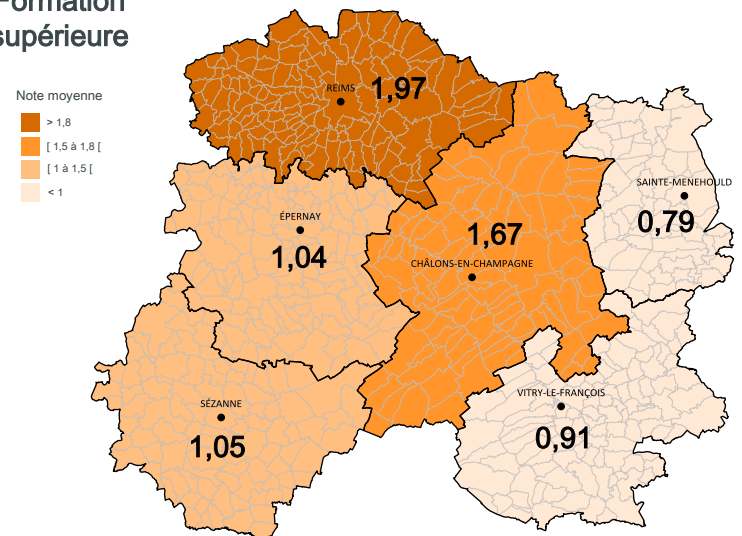 Formation
supérieure
Note moyenne
> 1,8
[ 1,5 à 1,8 [
[ 1 à 1,5 [
< 1
REIMS
1,97
SAINTE-MENEHOULD
0,79
ÉPERNAY
1,04
1,67
CHÂLONS-EN-CHAMPAGNE
VITRY-LE-FRANÇOIS
0,91
SÉZANNE
1,05